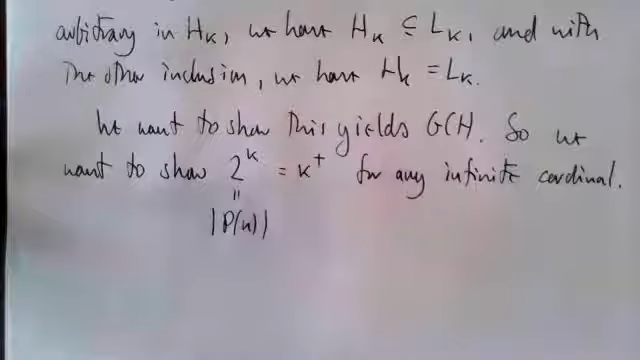 arbitrary in Hκ, we have Hκ ⊆ Lκ, and with
the other inclusion, we have Hκ = Lκ.
We want to show this yields GCH. So we
want to show 2^κ = κ⁺ for any infinite cardinal.
=
|P(κ)|